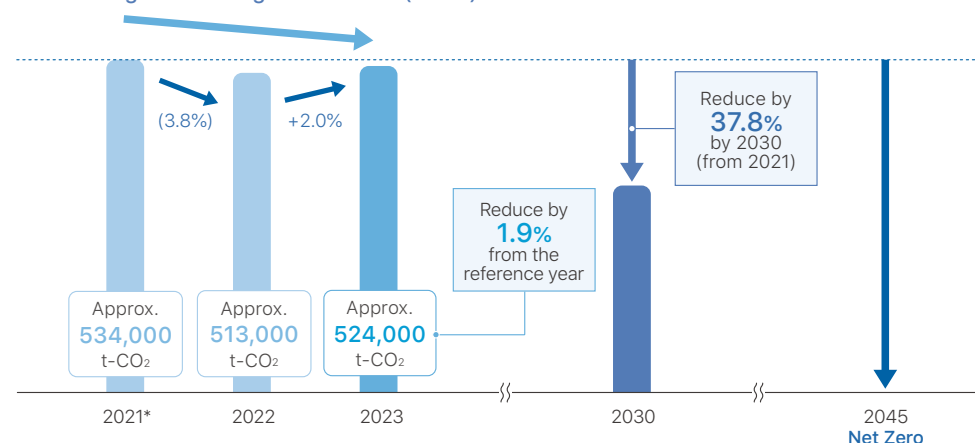 (3.8%)
+2.0%
Reduce by
37.8%
by 2030
(from 2021)
Reduce by
1.9%
from the
reference year
Approx.
534,000
t-CO2
Approx.
513,000
t-CO2
Approx.
524,000
t-CO2
2021*
2022
2023
2030
2045
Net Zero